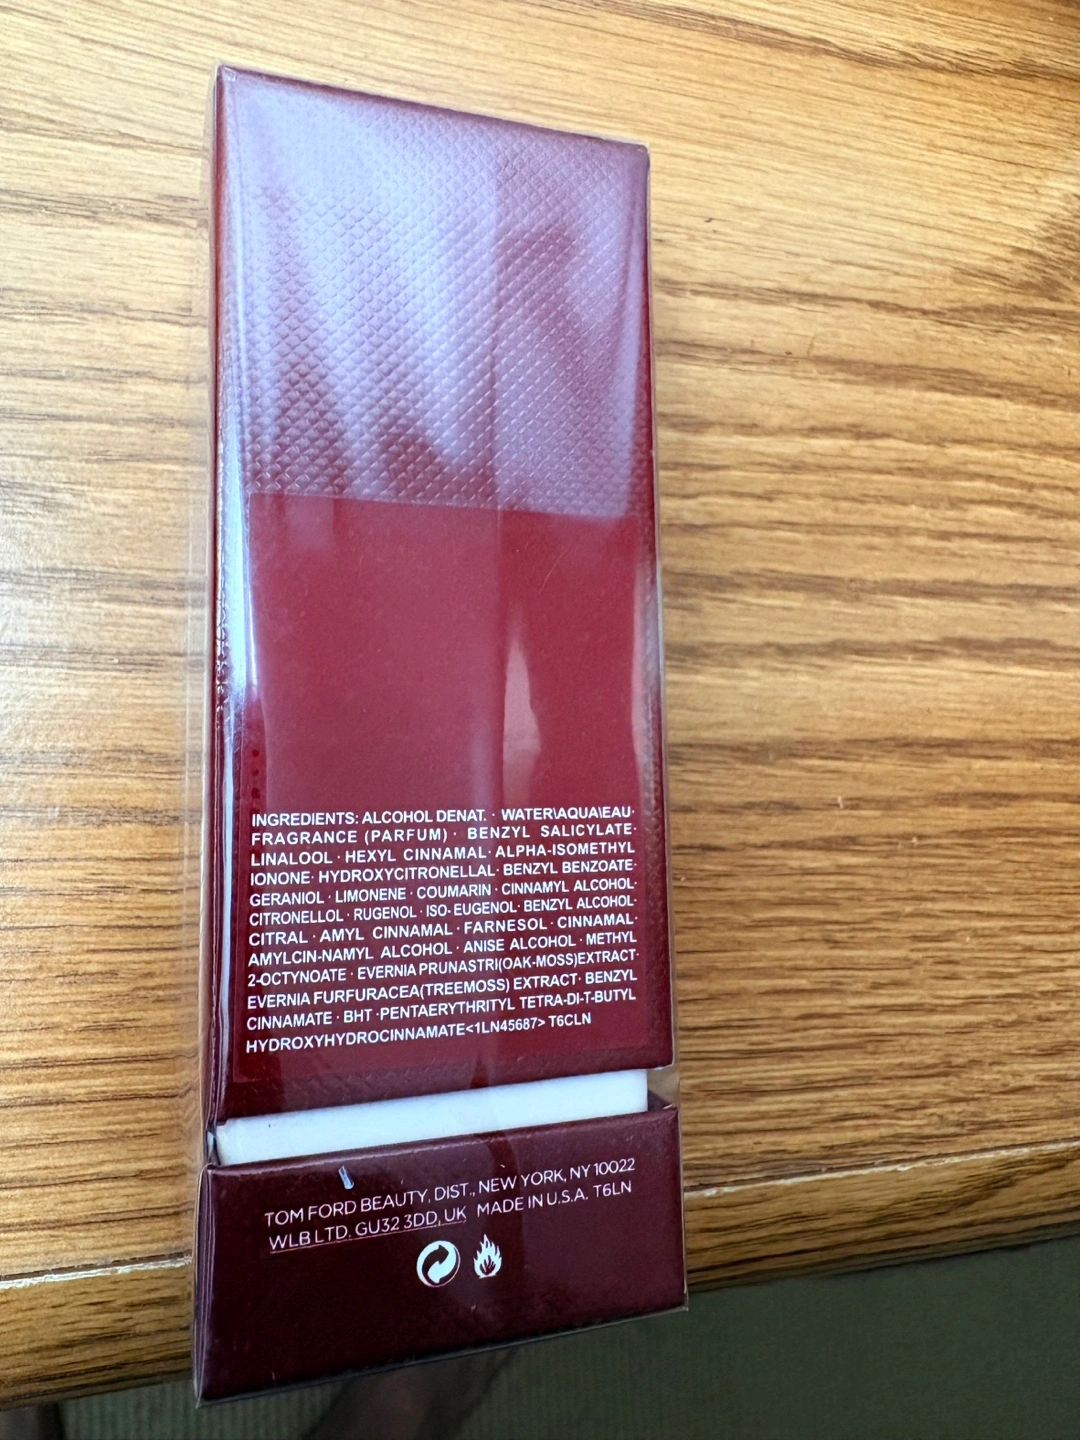 INGREDIENTS: ALCOHOL DENAT. · WATER\AQUA\EAU·
FRAGRANCE (PARFUM) · BENZYL SALICYLATE·
LINALOOL · HEXYL CINNAMAL· ALPHA-ISOMETHYL
IONONE· HYDROXYCITRONELLAL· BENZYL BENZOATE·
GERANIOL · LIMONENE · COUMARIN · CINNAMYL ALCOHOL·
CITRONELLOL · RUGENOL · ISO-EUGENOL· BENZYL ALCOHOL·
CITRAL · AMYL CINNAMAL · FARNESOL · CINNAMAL·
AMYLCIN-NAMYL ALCOHOL · ANISE ALCOHOL · METHYL
2-OCTYNOATE · EVERNIA PRUNASTRI(OAK-MOSS)EXTRACT·
EVERNIA FURFURACEA(TREEMOSS) EXTRACT· BENZYL
CINNAMATE · BHT ·PENTAERYTHRITYL TETRA-DI-T-BUTYL
HYDROXYHYDROCINNAMATE<1LN45687> T6CLN
TOM FORD BEAUTY, DIST., NEW YORK, NY 10022
WLB LTD. GU32 3DD, UK MADE IN U.S.A. T6LN